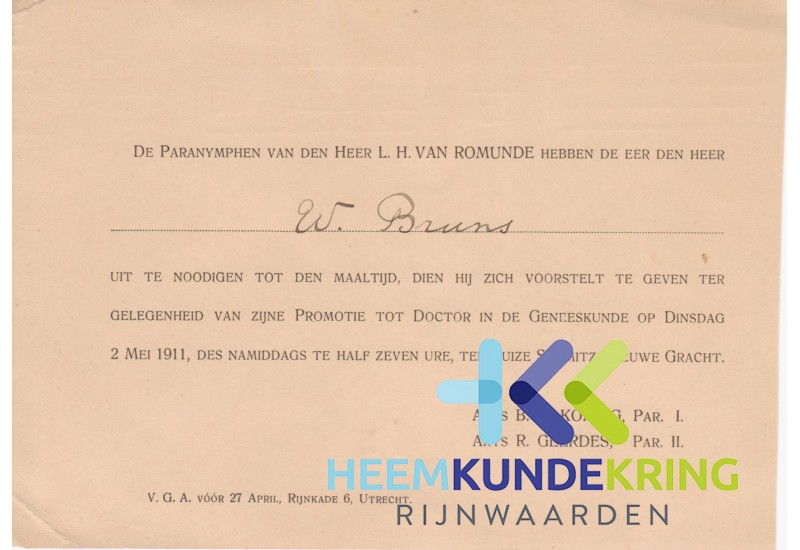 De Paranymphen van den Heer L. H. VAN ROMUNDE hebben de eer den heer
W. Bruns
uit te noodigen tot den maaltijd, dien hij zich voorstelt te geven ter
gelegenheid van zijne Promotie tot Doctor in de Geneeskunde op Dinsdag
2 Mei 1911, des namiddags te half zeven ure, ten Gracht.
B. Par. I.
R. Par. II.
HEEMKUNDEKRING
RIJNWAARDEN
V. G. A. vóór 27 April, Rijnkade 6, Utrecht.